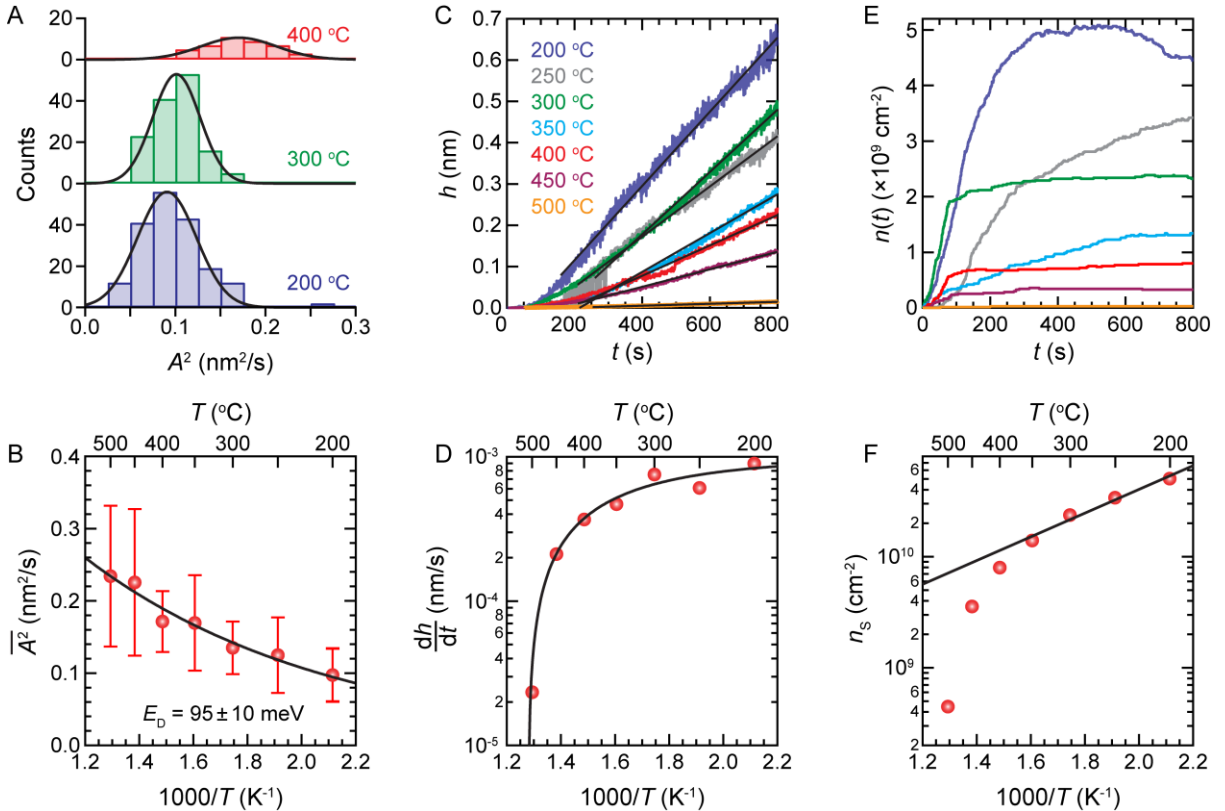 A
400 °C
20
0
Counts
40
20
0
300 °C
40
20
0
200 °C
0.0 0.1 0.2 0.3
A² (nm²/s)
C
0.7
0.6
0.5
0.4
0.3
0.2
0.1
0.0
h (nm)
200 °C
250 °C
300 °C
350 °C
400 °C
450 °C
500 °C
0 200 400 600 800
t (s)
E
5
4
3
2
1
0
n(t) (×10⁹ cm⁻²)
0 200 400 600 800
t (s)
B
T (°C)
500 400 300 200
0.4
0.3
0.2
0.1
0.0
A² (nm²/s)
E_D = 95 ± 10 meV
1.2 1.4 1.6 1.8 2.0 2.2
1000/T (K⁻¹)
D
T (°C)
500 400 300 200
10⁻³
8
6
4
2
10⁻⁴
8
6
4
2
10⁻⁵
dh
dt
(nm/s)
1.2 1.4 1.6 1.8 2.0 2.2
1000/T (K⁻¹)
F
T (°C)
500 400 300 200
6
4
2
10¹⁰
6
4
2
10⁹
6
4
2
n_S (cm⁻²)
1.2 1.4 1.6 1.8 2.0 2.2
1000/T (K⁻¹)